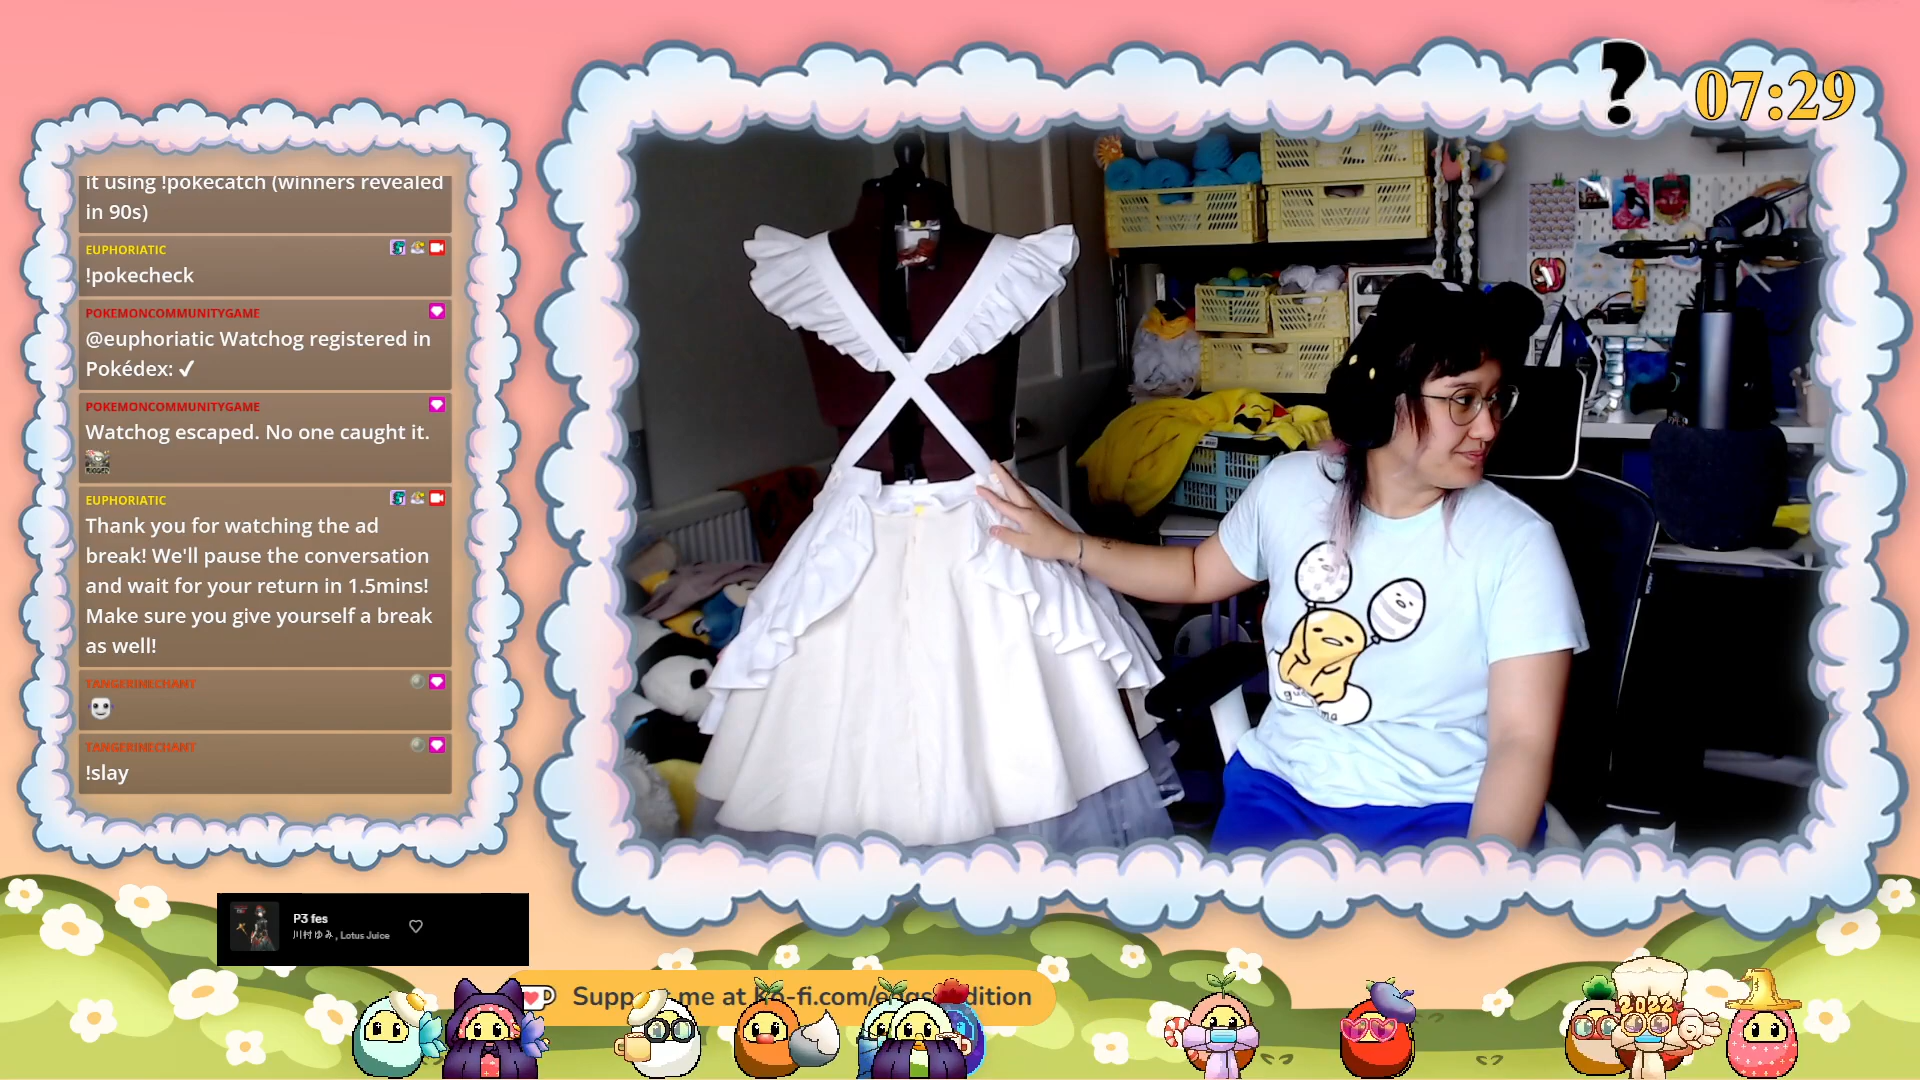 07:29
it using !pokecatch (winners revealed
in 90s)
EUPHORIATIC
!pokecheck
POKEMONCOMMUNITYGAME
@euphoriatic Watchog registered in
Pokédex: ✓
POKEMONCOMMUNITYGAME
Watchog escaped. No one caught it.
EUPHORIATIC
Thank you for watching the ad
break! We'll pause the conversation
and wait for your return in 1.5mins!
Make sure you give yourself a break
as well!
TANGERINECHANT
TANGERINECHANT
!slay
P3 fes
川村ゆみ, Lotus Juice
me at
2022